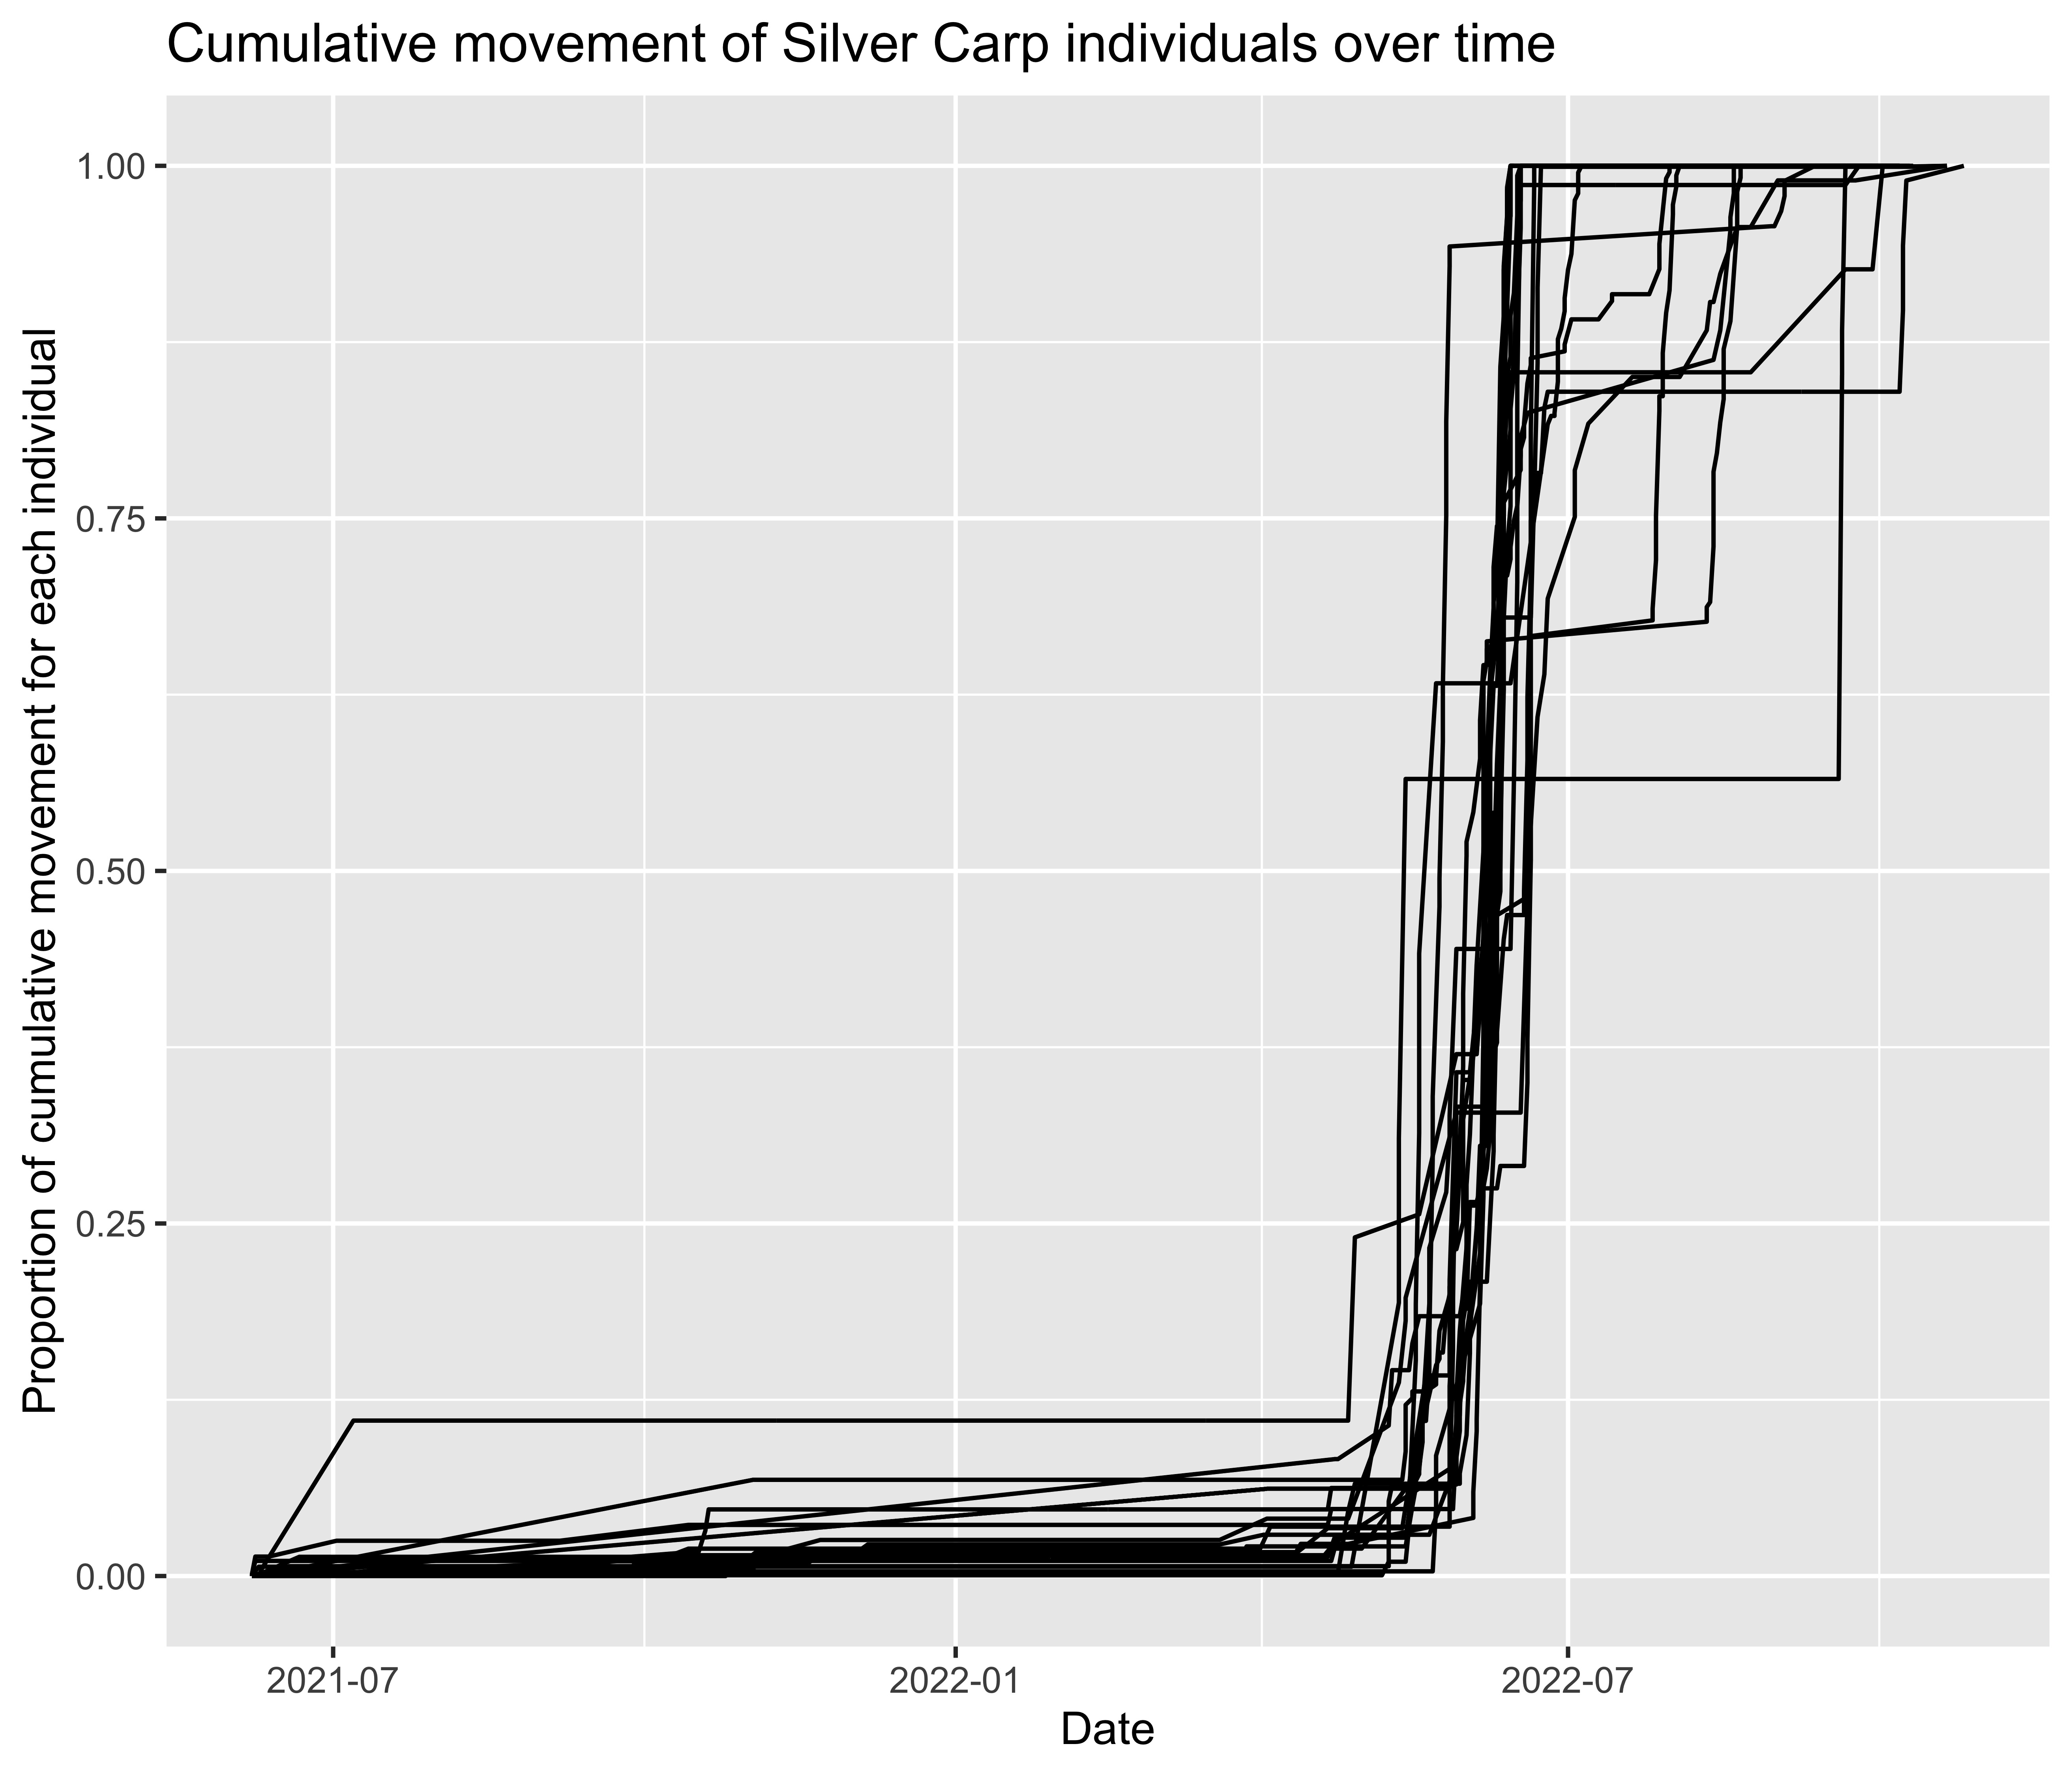 Cumulative movement of Silver Carp individuals over time
Proportion of cumulative movement for each individual
1.00
0.75
0.50
0.25
0.00
2021-07
2022-01
2022-07
Date